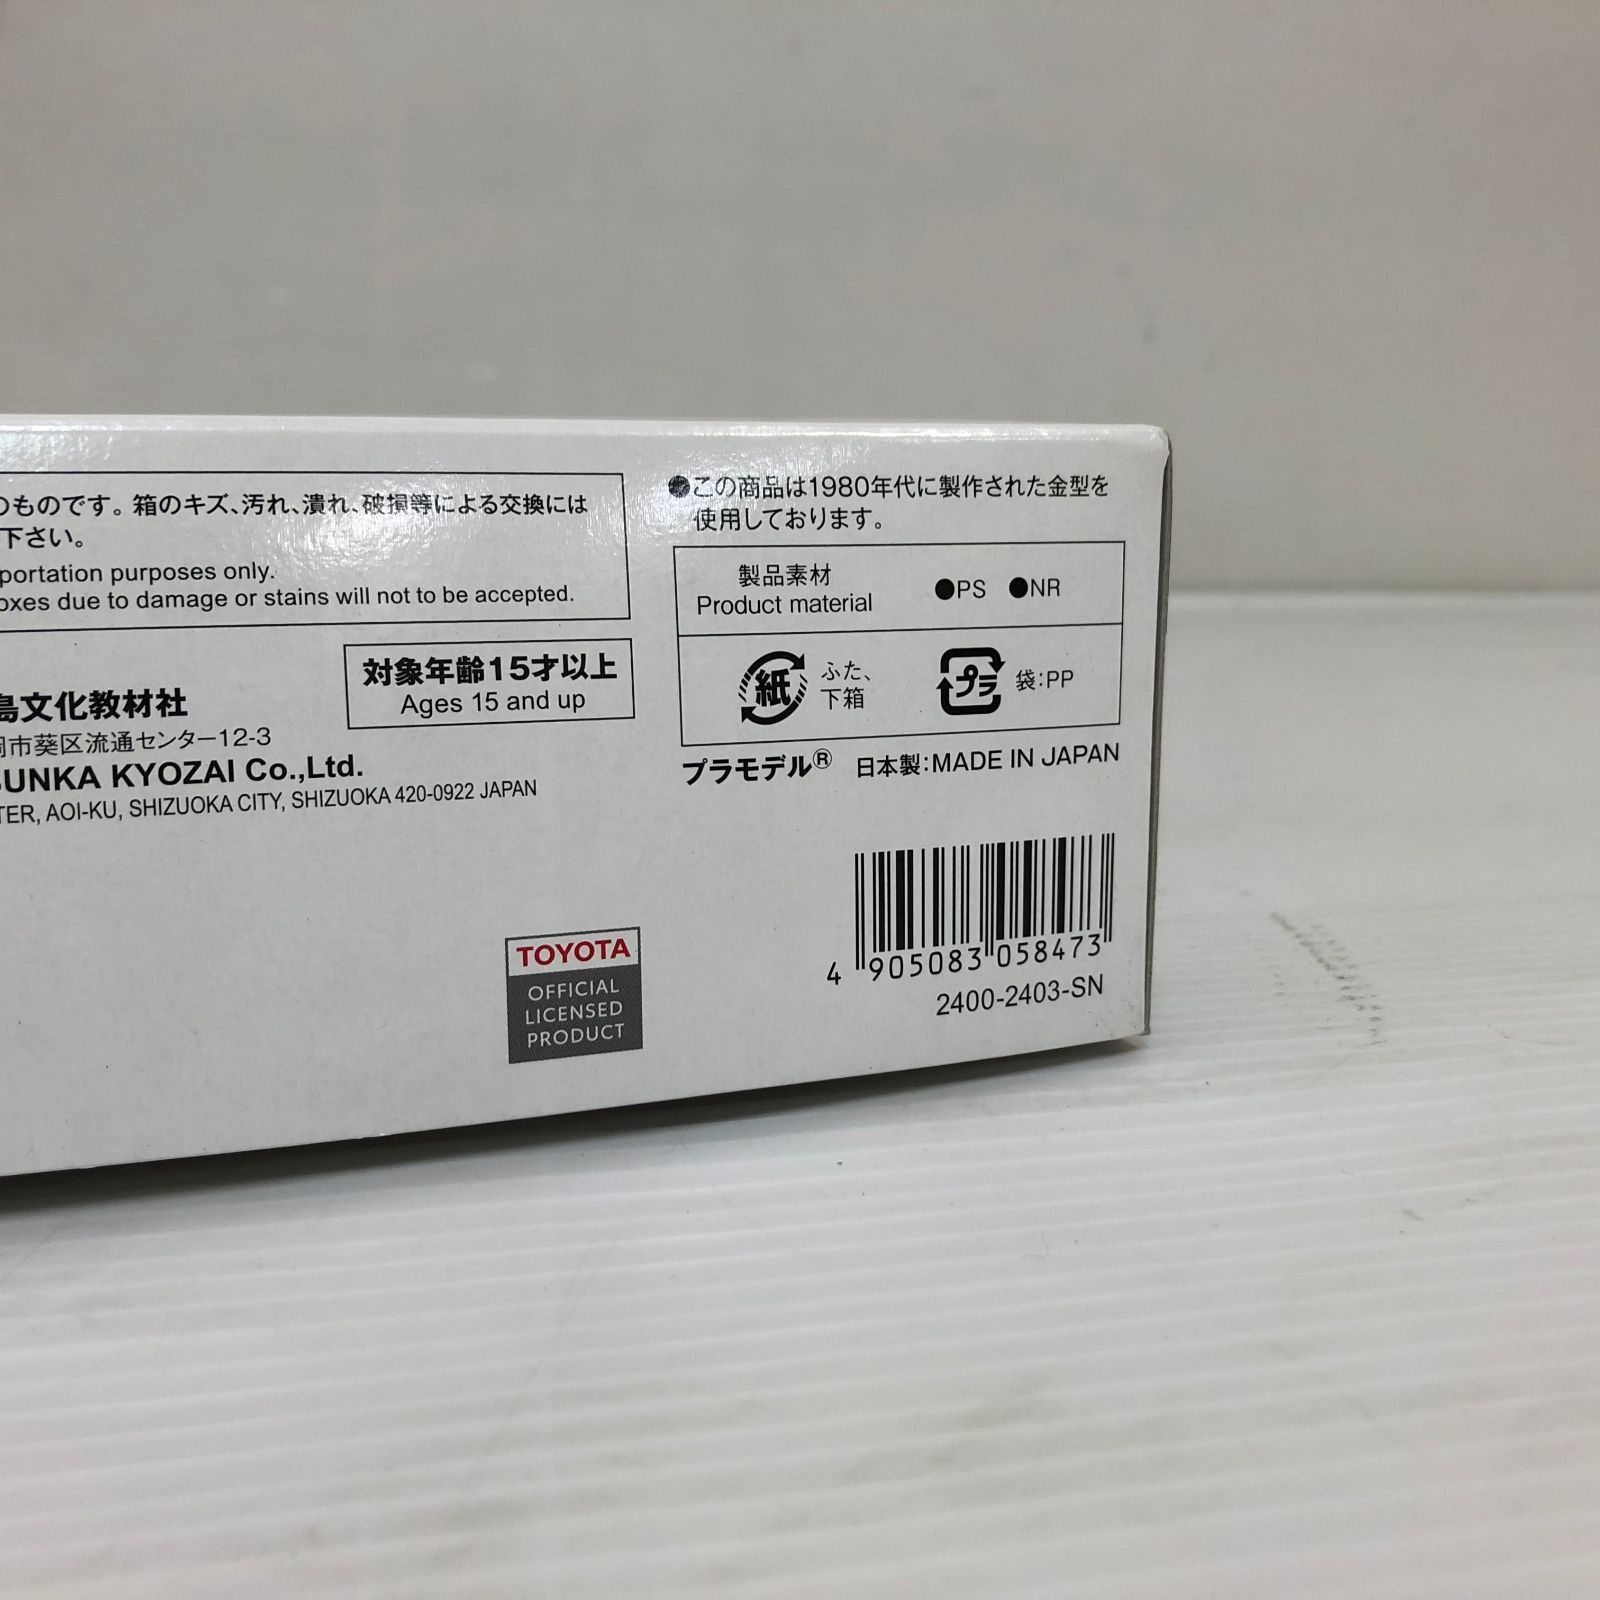 のものです。箱のキズ、汚れ、潰れ、破損等による交換には
下さい。
portation purposes only.
oxes due to damage or stains will not to be accepted.
対象年齢15才以上
Ages 15 and up
島文化教材社
岡市葵区流通センター12-3
BUNKA KYOZAI Co.,Ltd.
TER, AOI-KU, SHIZUOKA CITY, SHIZUOKA 420-0922 JAPAN
TOYOTA
OFFICIAL
LICENSED
PRODUCT
●この商品は1980年代に製作された金型を
使用しております。
製品素材
Product material
●PS ●NR
紙
ふた、
下箱
プラ
袋:PP
プラモデル® 日本製:MADE IN JAPAN
4 905083 058473
2400-2403-SN